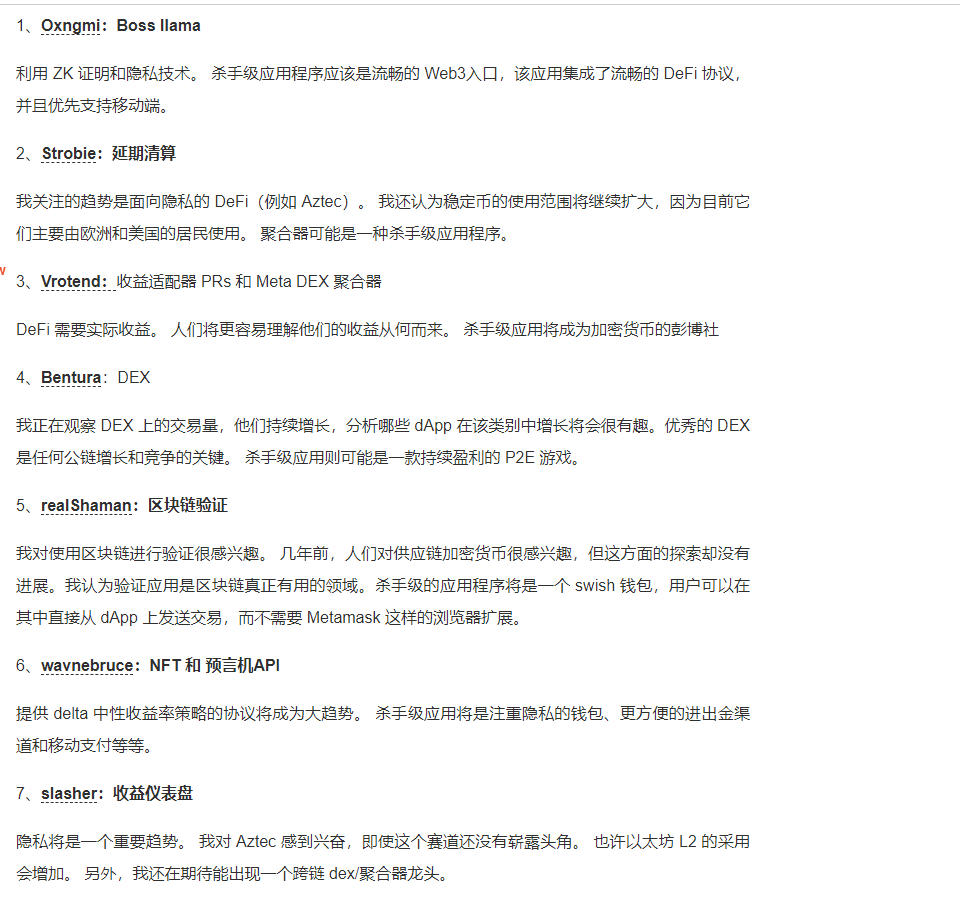 1、Oxngmi：Boss llama
利用 ZK 证明和隐私技术。 杀手级应用程序应该是流畅的 Web3入口，该应用集成了流畅的 DeFi 协议，
并且优先支持移动端。
2、Strobie：延期清算
我关注的趋势是面向隐私的 DeFi（例如 Aztec）。 我还认为稳定币的使用范围将继续扩大，因为目前它
们主要由欧洲和美国的居民使用。 聚合器可能是一种杀手级应用程序。
w
3、Vrotend：收益适配器 PRs 和 Meta DEX 聚合器
DeFi 需要实际收益。 人们将更容易理解他们的收益从何而来。 杀手级应用将成为加密货币的彭博社
4、Bentura：DEX
我正在观察 DEX 上的交易量，他们持续增长，分析哪些 dApp 在该类别中增长将会很有趣。优秀的 DEX
是任何公链增长和竞争的关键。 杀手级应用则可能是一款持续盈利的 P2E 游戏。
5、realShaman：区块链验证
我对使用区块链进行验证很感兴趣。 几年前，人们对供应链加密货币很感兴趣，但这方面的探索却没有
进展。我认为验证应用是区块链真正有用的领域。杀手级的应用程序将是一个 swish 钱包，用户可以在
其中直接从 dApp 上发送交易，而不需要 Metamask 这样的浏览器扩展。
6、wavnebruce：NFT 和 预言机API
提供 delta 中性收益率策略的协议将成为大趋势。 杀手级应用将是注重隐私的钱包、更方便的进出金渠
道和移动支付等等。
7、slasher：收益仪表盘
隐私将是一个重要趋势。 我对 Aztec 感到兴奋，即使这个赛道还没有崭露头角。 也许以太坊 L2 的采用
会增加。 另外，我还在期待能出现一个跨链 dex/聚合器龙头。